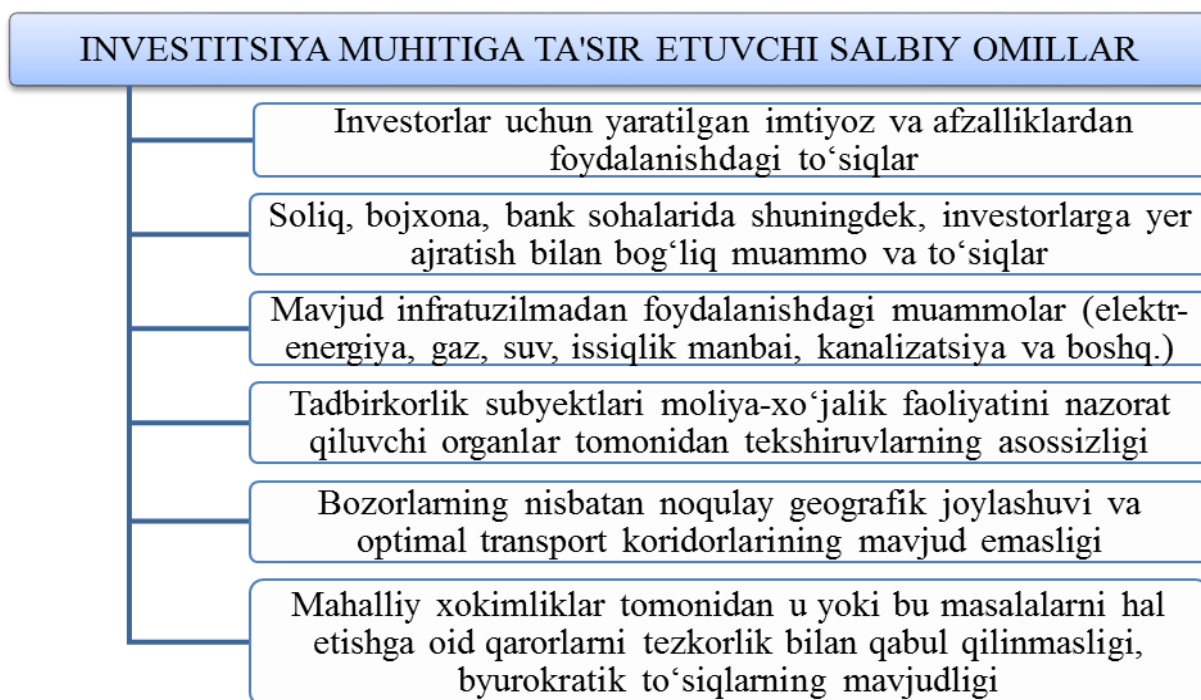 INVESTITSIYA MUHITIGA TA'SIR ETUVCHI SALBIY OMILLAR
Investorlar uchun yaratilgan imtiyoz va afzalliklardan
foydalanishdagi to‘siqlar
Soliq, bojxona, bank sohalarida shuningdek, investorlarga yer
ajratish bilan bog‘liq muammo va to‘siqlar
Mavjud infratuzilmadan foydalanishdagi muammolar (elektr-
energiya, gaz, suv, issiqlik manbai, kanalizatsiya va boshq.)
Tadbirkorlik subyektlari moliya-xo‘jalik faoliyatini nazorat
qiluvchi organlar tomonidan tekshiruvlarning asossizligi
Bozorlarning nisbatan noqulay geografik joylashuvi va
optimal transport koridorlarining mavjud emasligi
Mahalliy xokimliklar tomonidan u yoki bu masalalarni hal
etishga oid qarorlarni tezkorlik bilan qabul qilinmasligi,
byurokratik to‘siqlarning mavjudligi